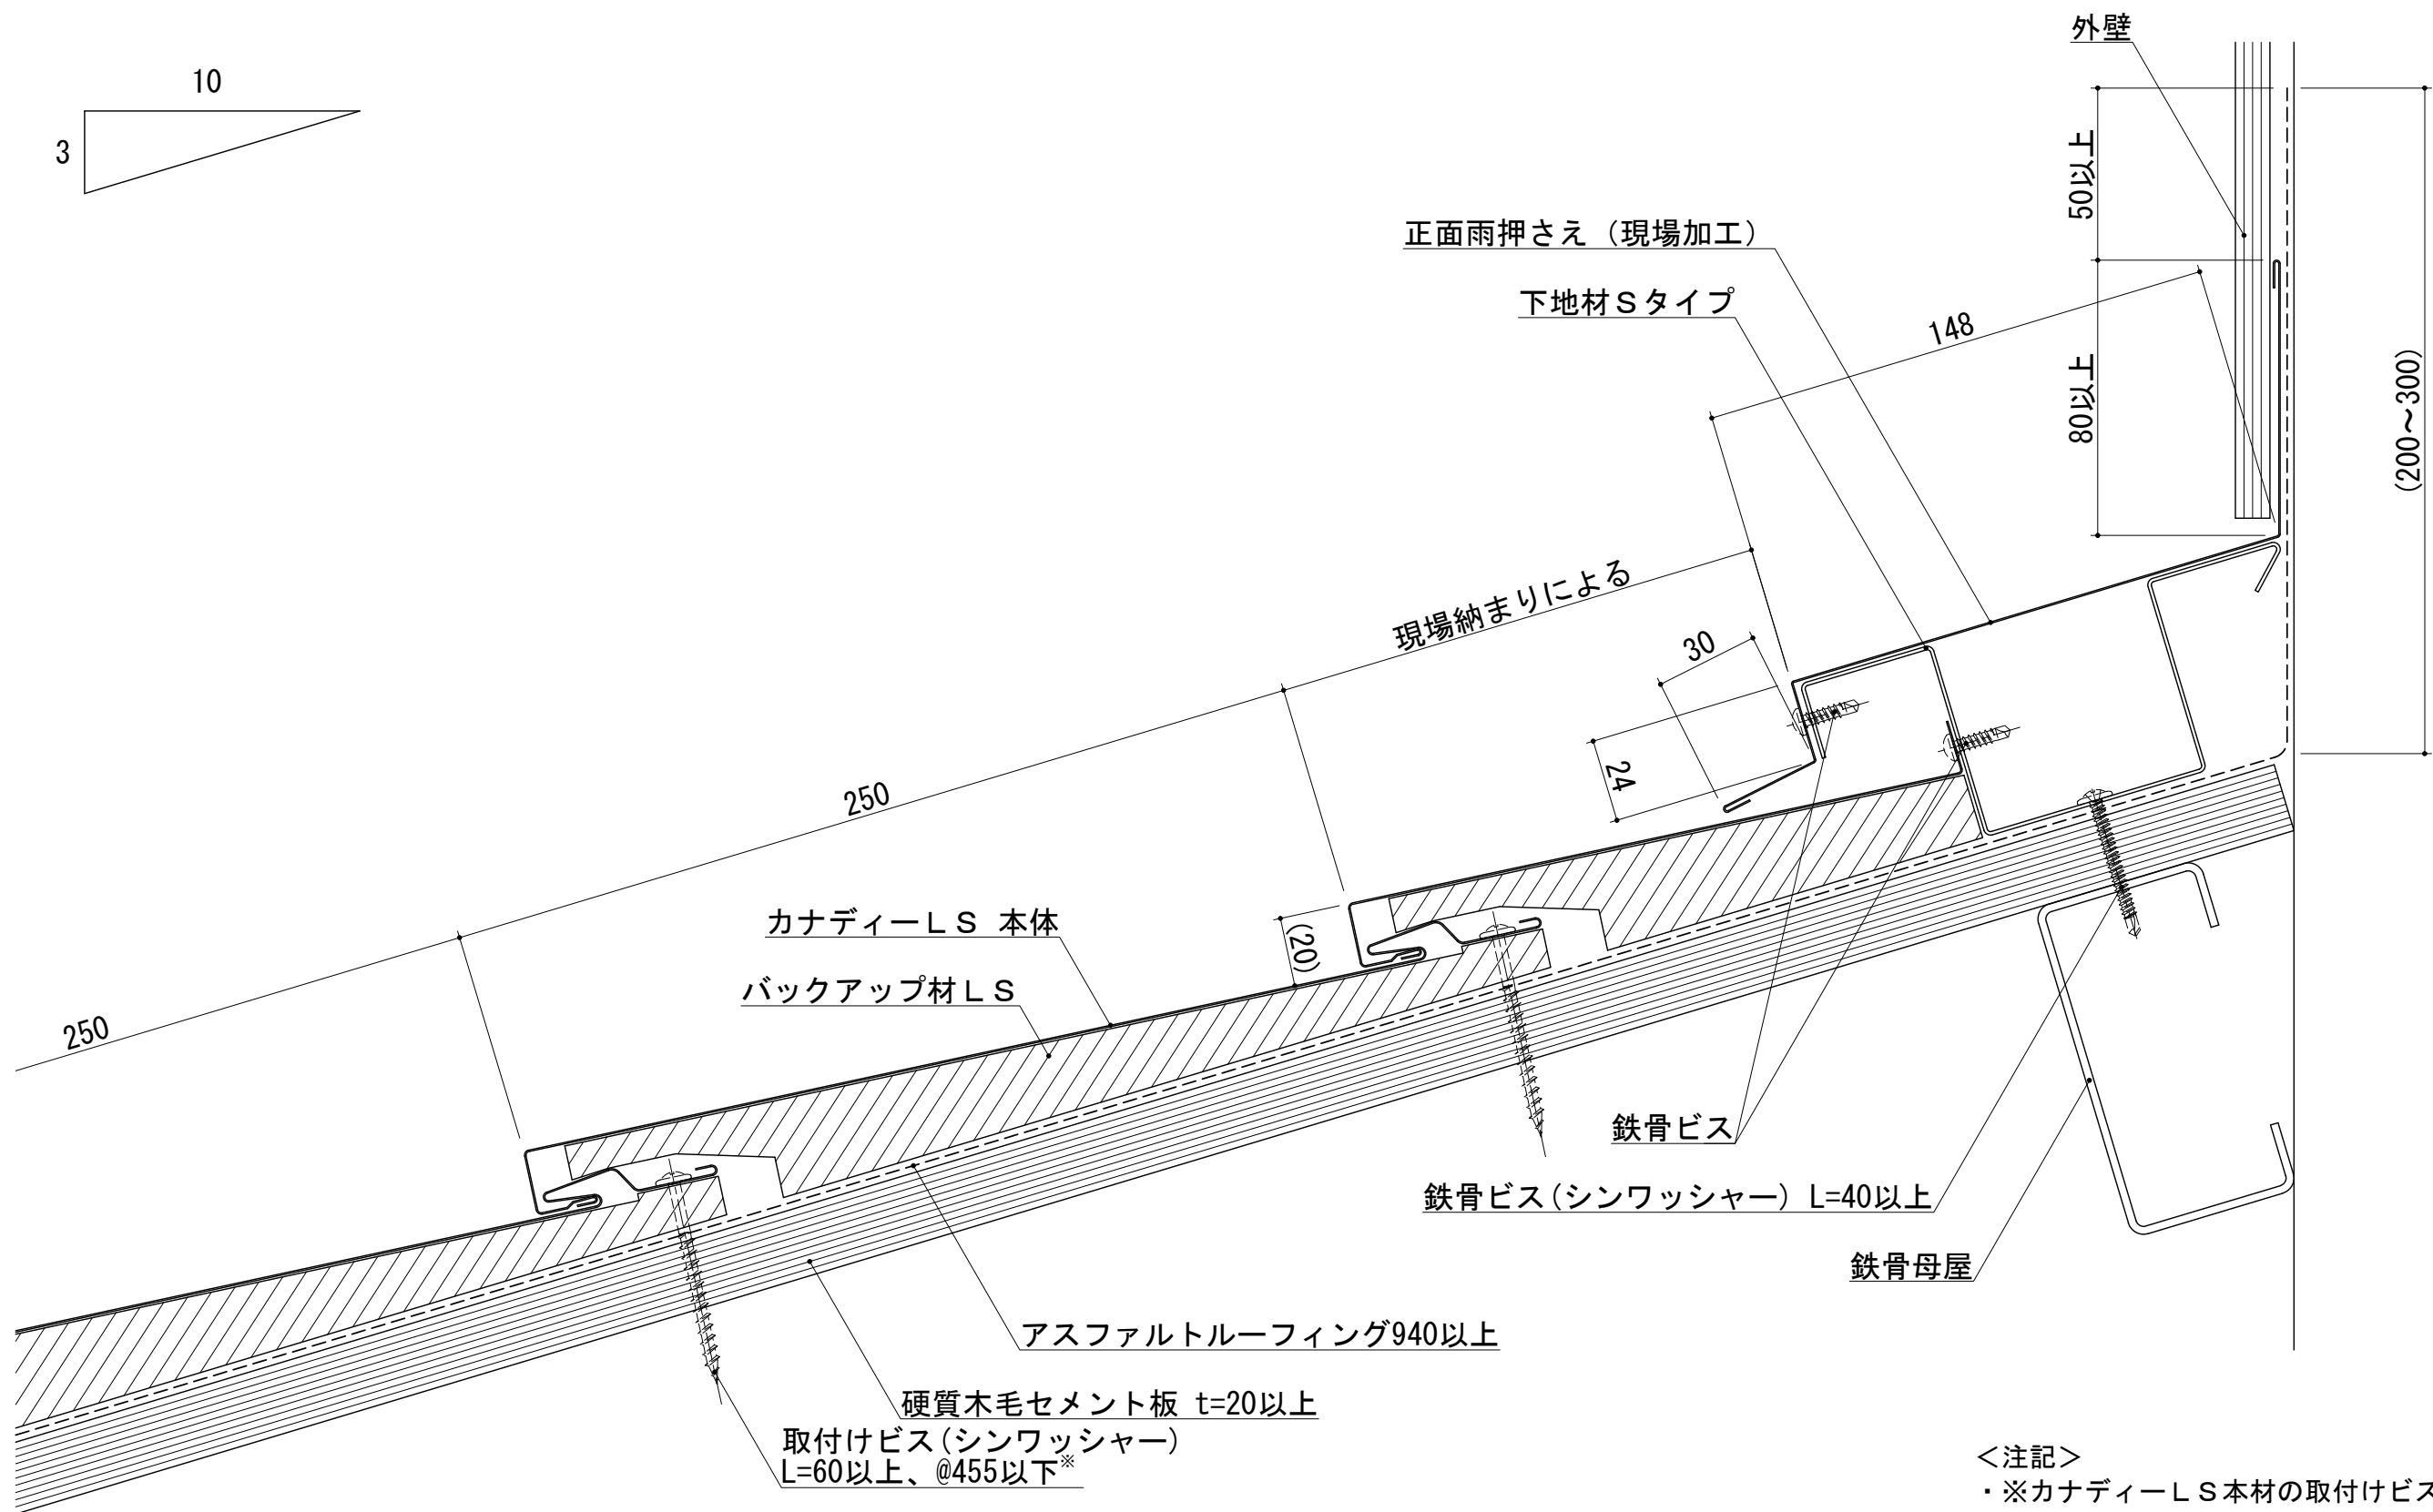 外壁
10
3
50以上
正面雨押さえ（現場加工）
下地材Ｓタイプ
148
80以上
(200～300)
現場納まりによる
30
24
250
カナディーＬＳ 本体
(20)
バックアップ材ＬＳ
250
鉄骨ビス
鉄骨ビス(シンワッシャー) L=40以上
鉄骨母屋
アスファルトルーフィング940以上
硬質木毛セメント板 t=20以上
取付けビス(シンワッシャー)
L=60以上、@455以下※
＜注記＞
・※カナディーＬＳ本材の取付けビス